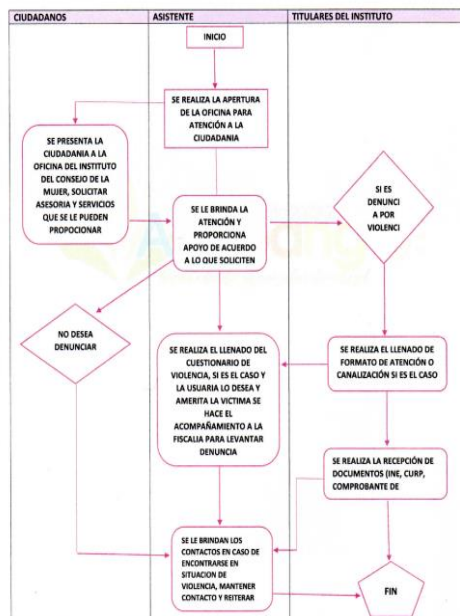 CIUDADANOS
ASISTENTE
TITULARES DEL INSTITUTO
INICIO
SE REALIZA LA APERTURA
DE LA OFICINA PARA
ATENCIÓN A LA
CIUDADANIA
SE PRESENTA LA
CIUDADANIA A LA
OFICINA DEL INSTITUTO
DEL CONSEJO DE LA
MUJER, SOLICITAR
ASESORIA Y SERVICIOS
QUE SE LE PUEDEN
PROPOCIONAR
SE LE BRINDA LA
ATENCIÓN Y
PROPORCIONA
APOYO DE ACUERDO
A LO QUE SOLICITEN
SI ES
DENUNCI
A POR
VIOLENCI
NO DESEA
DENUNCIAR
SE REALIZA EL LLENADO DEL
CUESTIONARIO DE
VIOLENCIA, SI ES EL CASO Y
LA USUARIA LO DESEA Y
AMERITA LA VICTIMA SE
HACE EL
ACOMPAÑAMIENTO A LA
FISCALIA PARA LEVANTAR
DENUNCIA
SE REALIZA EL LLENADO DE
FORMATO DE ATENCIÓN O
CANALIZACIÓN SI ES EL CASO
SE REALIZA LA RECEPCIÓN DE
DOCUMENTOS (INE, CURP,
COMPROBANTE DE
SE LE BRINDAN LOS
CONTACTOS EN CASO DE
ENCONTRARSE EN
SITUACION DE
VIOLENCIA, MANTENER
CONTACTO Y REITERAR
FIN